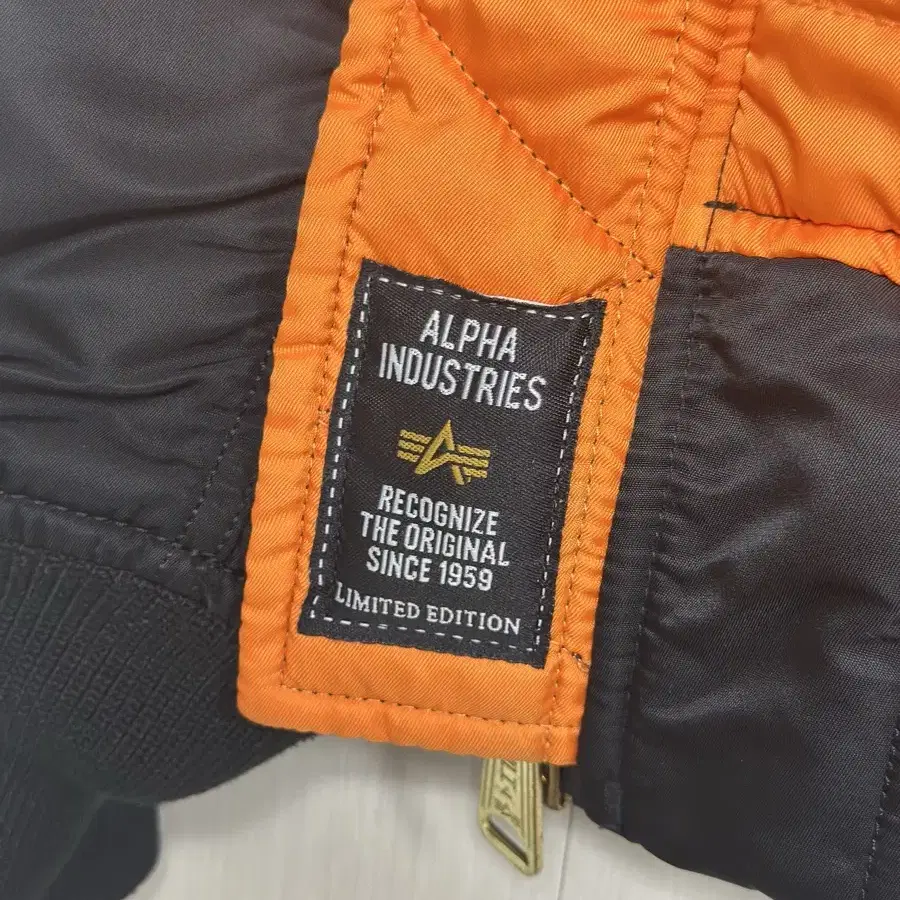 ALPHA
INDUSTRIES
RECOGNIZE
THE ORIGINAL
SINCE 1959
LIMITED EDITION